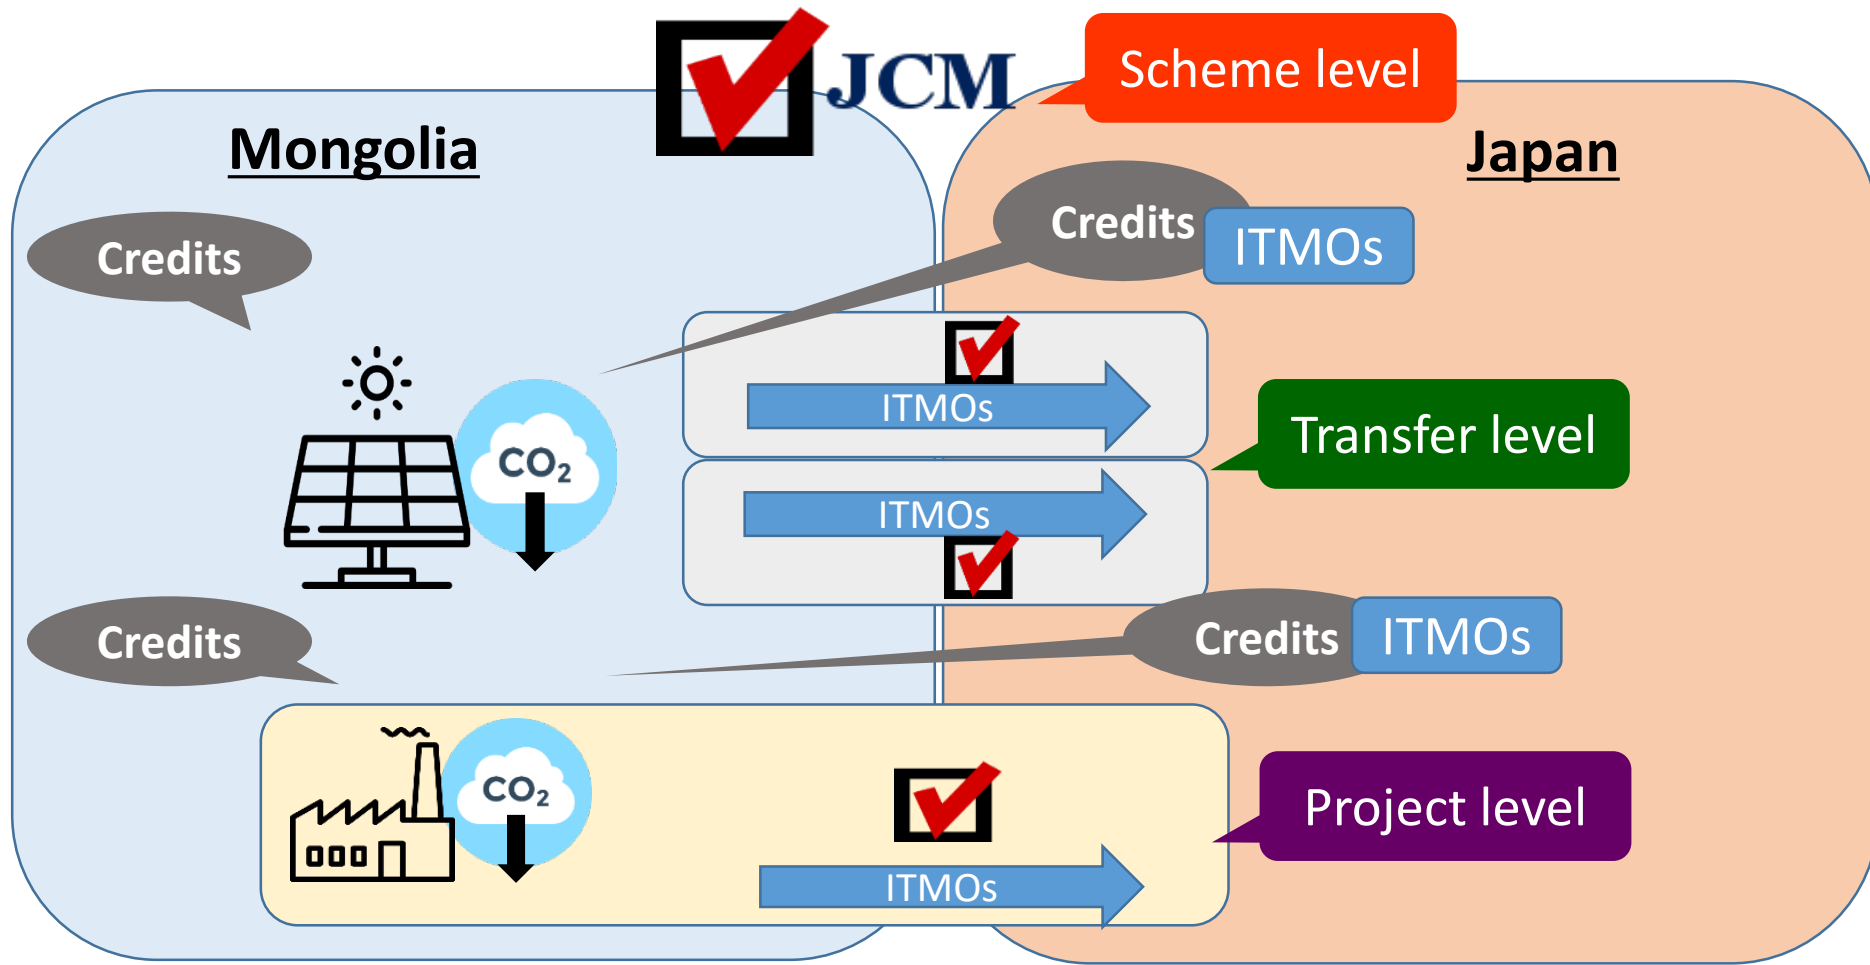 JCM
Scheme level
Mongolia
Japan
Credits
Credits
ITMOs
ITMOs
CO2
Transfer level
ITMOs
Credits
Credits
ITMOs
CO2
Project level
ITMOs